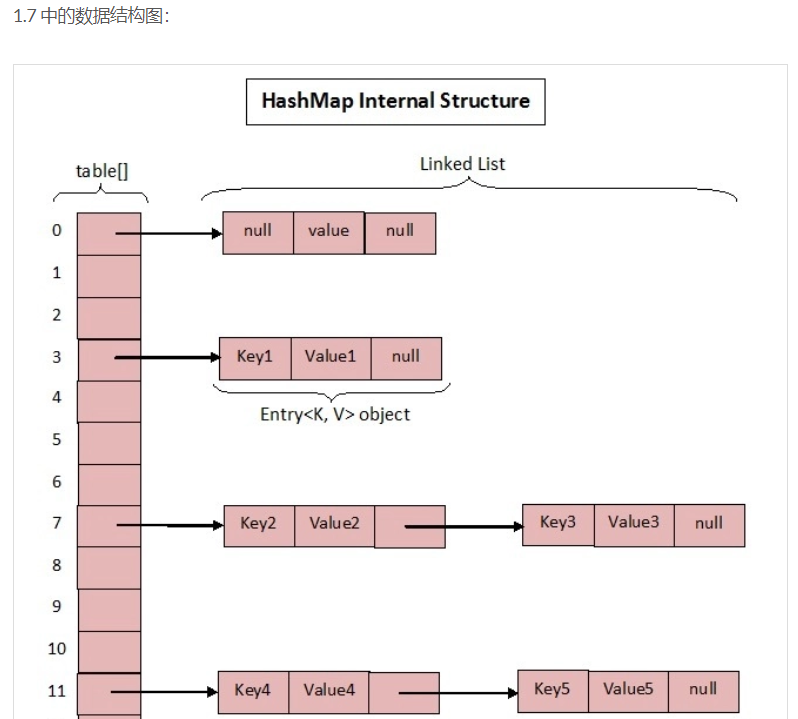 1.7 中的数据结构图：
HashMap Internal Structure
table[]
Linked List
0
null value null
1
2
3
Key1 Value1 null
4
Entry<K, V> object
5
6
7
Key2 Value2
Key3 Value3 null
8
9
10
11
Key4 Value4
Key5 Value5 null